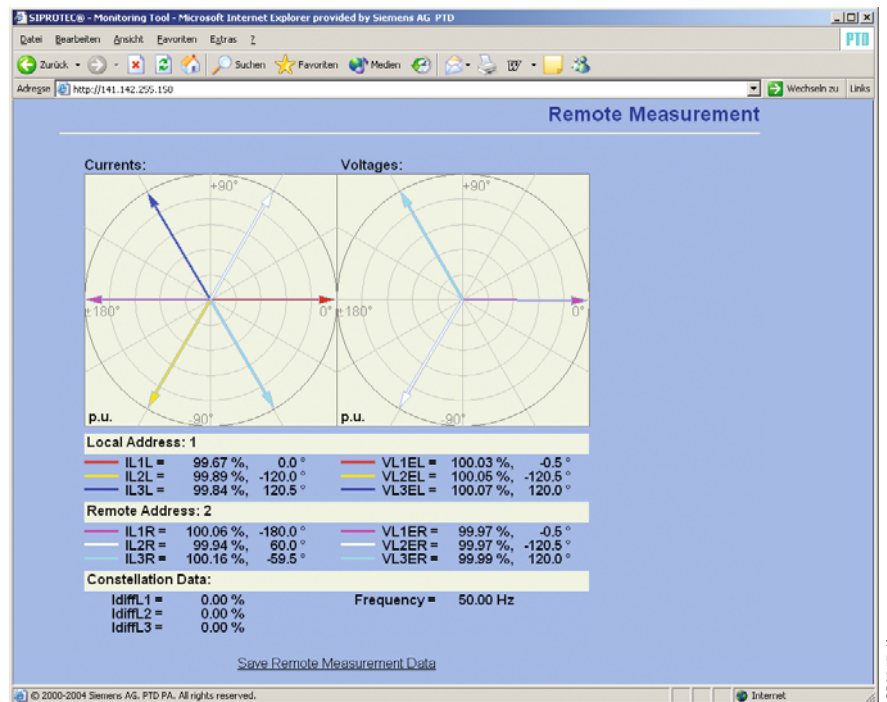 SIPROTEC® - Monitoring Tool - Microsoft Internet Explorer provided by Siemens AG PTD
Datei Bearbeiten Ansicht Favoriten Extras ?
PTD
Zurück Suchen Favoriten Medien
Adresse http://141.142.255.150 Wechseln zu Links
Remote Measurement
Currents: Voltages:
+90° +90°
±180° 0° ±180° 0°
p.u. -90° p.u. -90°
Local Address: 1
IL1L = 99.67 %, 0.0 ° VL1EL = 100.03 %, -0.5 °
IL2L = 99.89 %, -120.0 ° VL2EL = 100.05 %, -120.5 °
IL3L = 99.84 %, 120.5 ° VL3EL = 100.07 %, 120.0 °
Remote Address: 2
IL1R = 100.06 %, -180.0 ° VL1ER = 99.97 %, -0.5 °
IL2R = 99.94 %, 60.0 ° VL2ER = 99.97 %, -120.5 °
IL3R = 100.16 %, -59.5 ° VL3ER = 99.99 %, 120.0 °
Constellation Data:
IdiffL1 = 0.00 % Frequency = 50.00 Hz
IdiffL2 = 0.00 %
IdiffL3 = 0.00 %
Save Remote Measurement Data
© 2000-2004 Siemens AG. PTD PA. All rights reserved. Internet